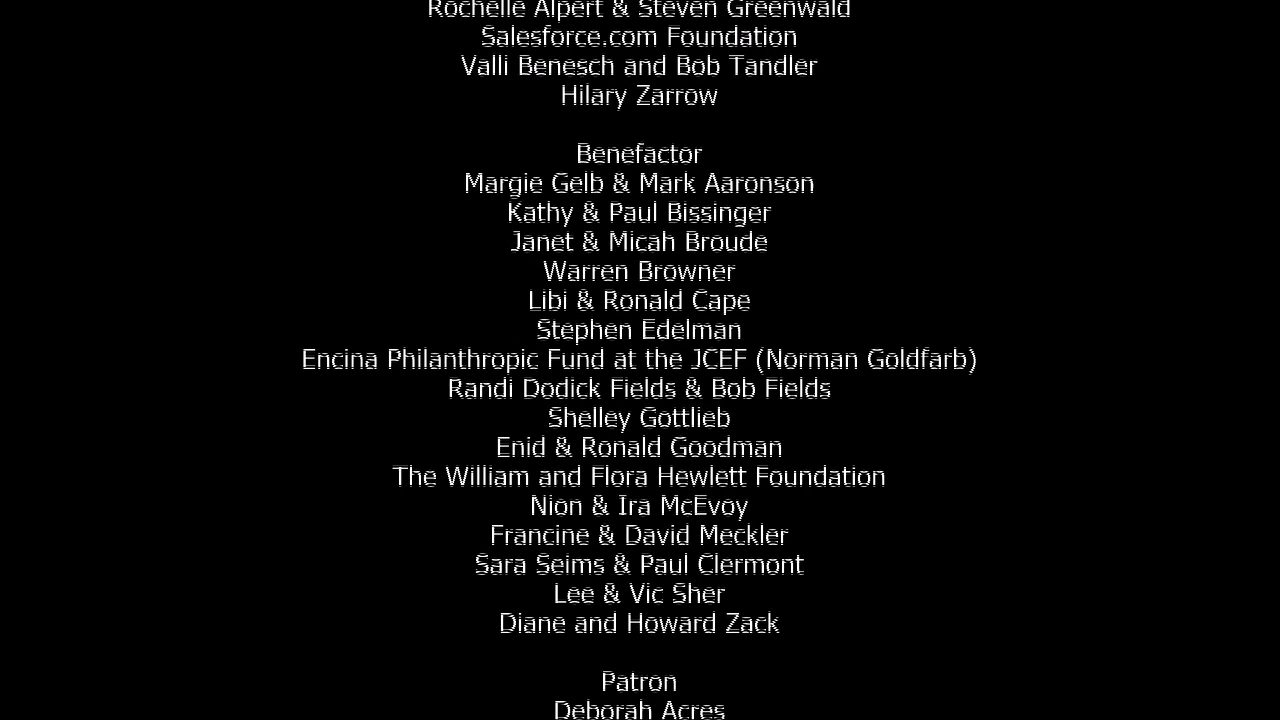 Rochelle Alpert & Steven Greenwald
Salesforce.com Foundation
Valli Benesch and Bob Tandler
Hilary Zarrow
Benefactor
Margie Gelb & Mark Aaronson
Kathy & Paul Bissinger
Janet & Micah Broude
Warren Browner
Libi & Ronald Cape
Stephen Edelman
Encina Philanthropic Fund at the JCEF (Norman Goldfarb)
Randi Dodick Fields & Bob Fields
Shelley Gottlieb
Enid & Ronald Goodman
The William and Flora Hewlett Foundation
Nion & Ira McEvoy
Francine & David Meckler
Sara Seims & Paul Clermont
Lee & Vic Sher
Diane and Howard Zack
Patron
Deborah Acres